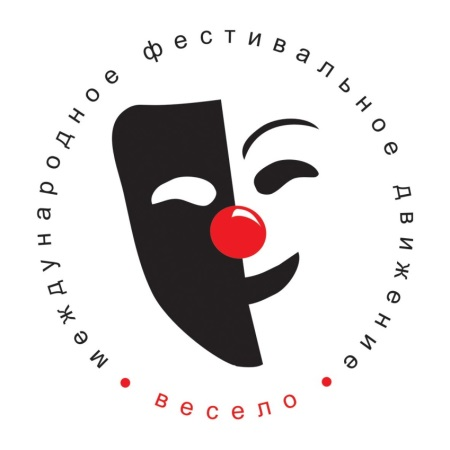 международное фестивальное движение
• весело •